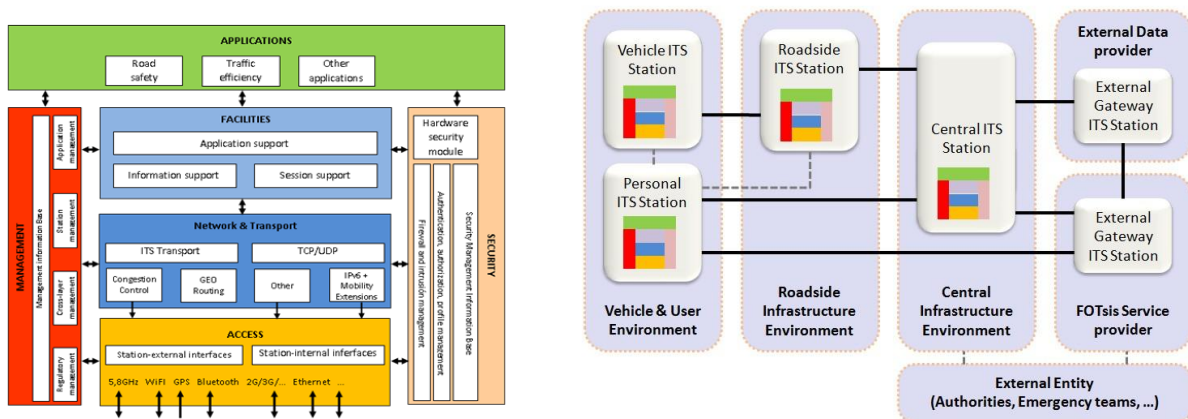 APPLICATIONS
Road
safety
Traffic
efficiency
Other
applications
MANAGEMENT
Management information Base
Application
management
Station
management
Cross-layer
management
Regulatory
management
FACILITIES
Application support
Information support
Session support
Network & Transport
ITS Transport
TCP/UDP
Congestion
Control
GEO
Routing
Other
IPv6 +
Mobility
Extensions
ACCESS
Station-external interfaces
Station-internal inferfaces
5,8GHz WiFI GPS Bluetooth 2G/3G/... Ethernet ...
Hardware
security
module
Firewall and intrusion management
Authentication, authorization, profile management
Security Management Information Base
SECURITY
Vehicle ITS
Station
Personal
ITS Station
Vehicle & User
Environment
Roadside
ITS Station
Roadside
Infrastructure
Environment
Central ITS
Station
Central
Infrastructure
Environment
External Data
provider
External
Gateway
ITS Station
External
Gateway
ITS Station
FOTsis Service
provider
External Entity
(Authorities, Emergency teams, ...)